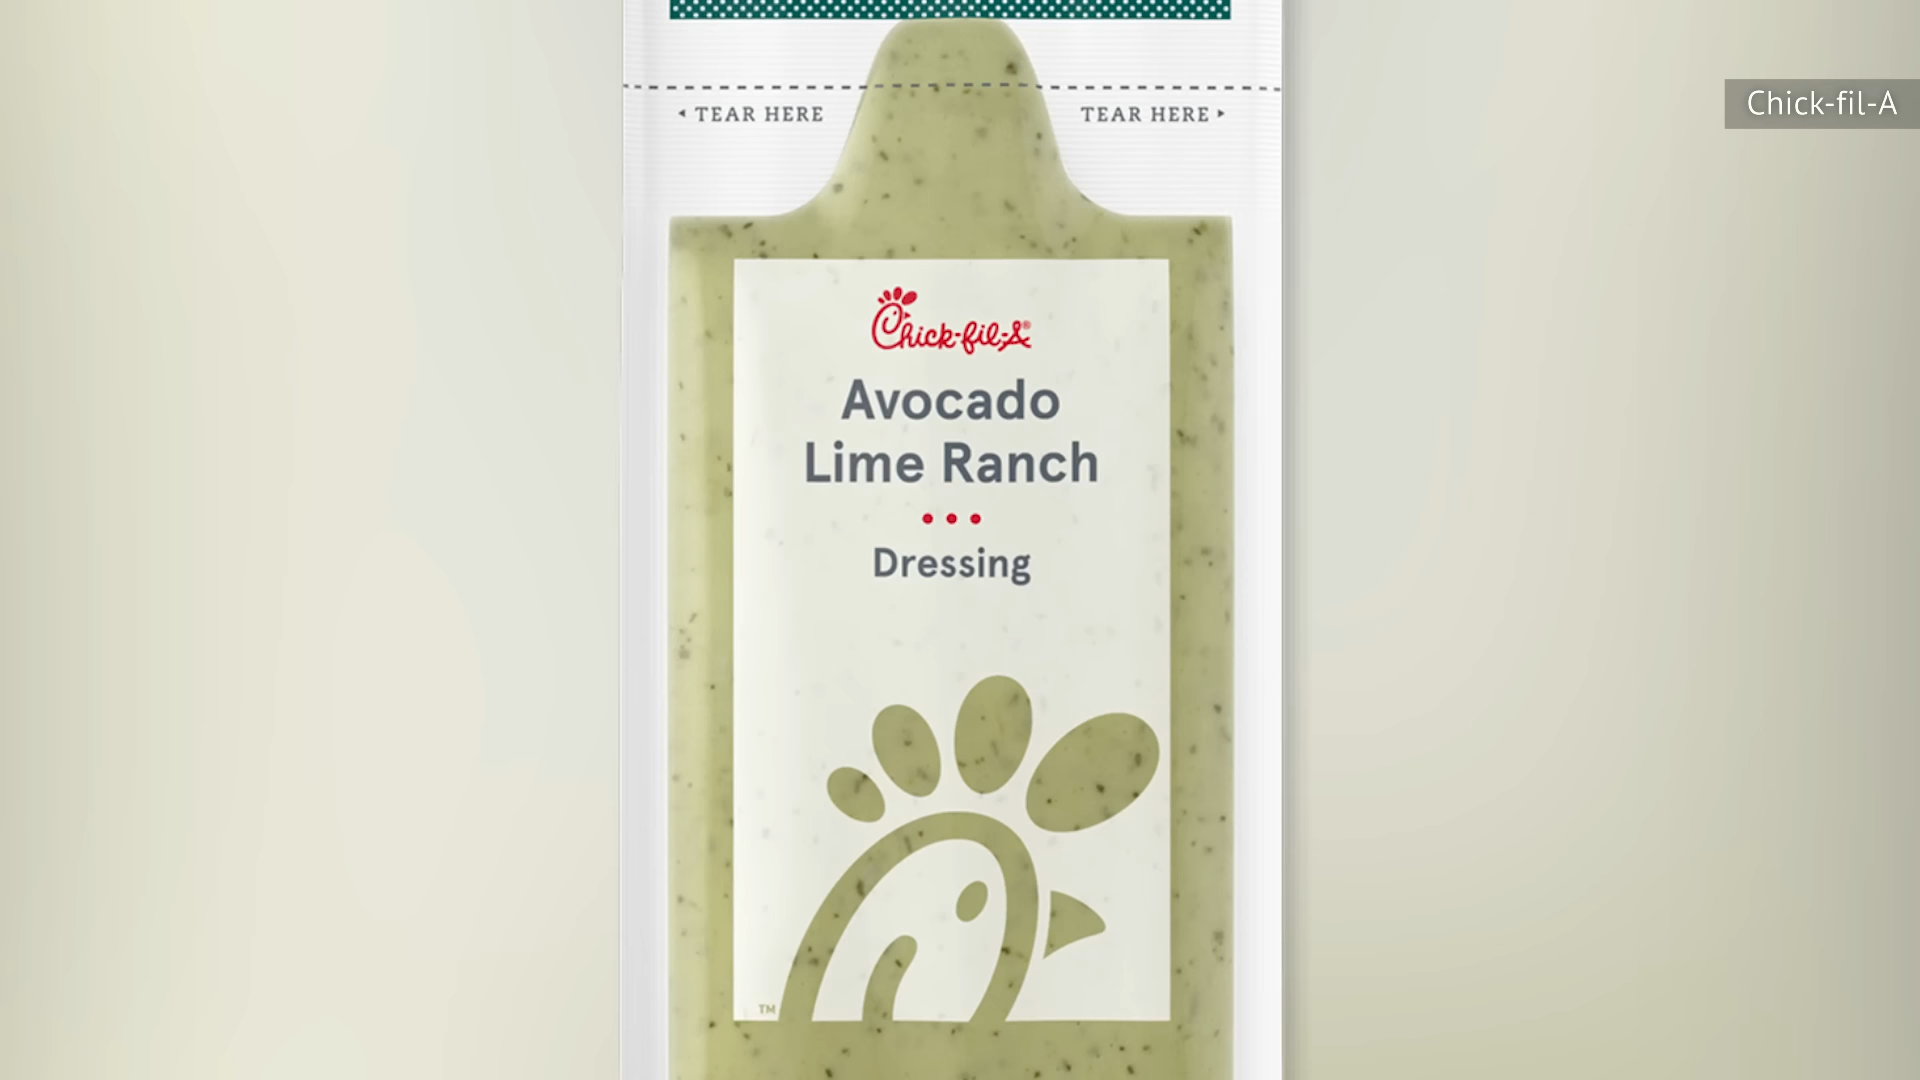 Chick-fil-A
◂ TEAR HERE
TEAR HERE ▸
Chick-fil-A®
Avocado
Lime Ranch
•••
Dressing
TM